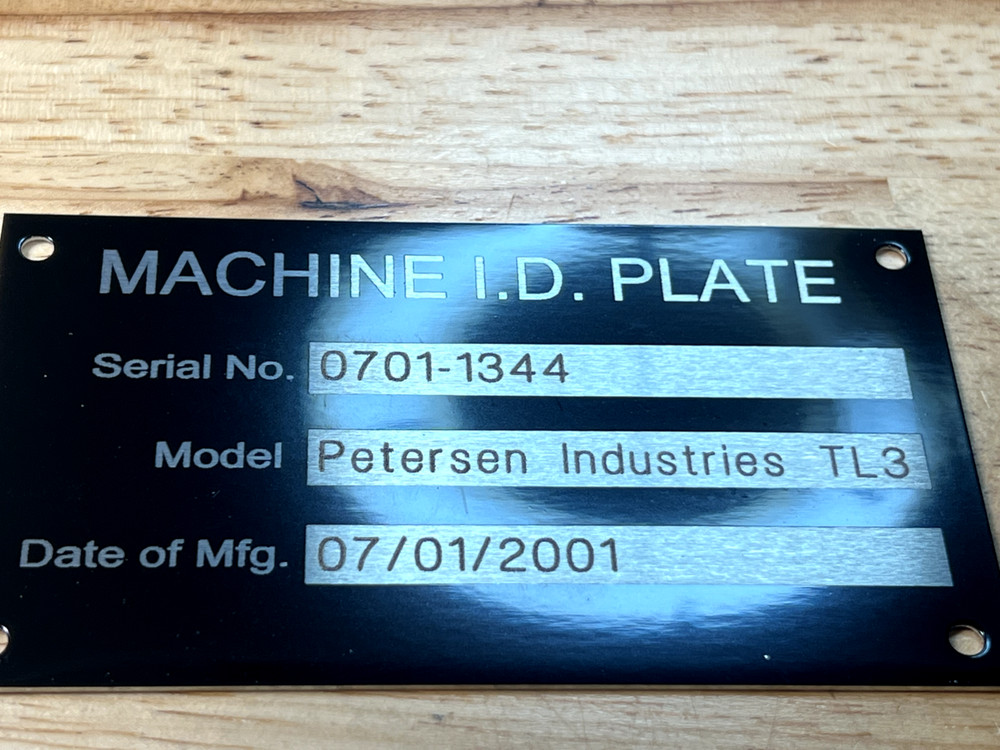 MACHINE I.D. PLATE
Serial No. 0701-1344
Model Petersen Industries TL3
Date of Mfg. 07/01/2001